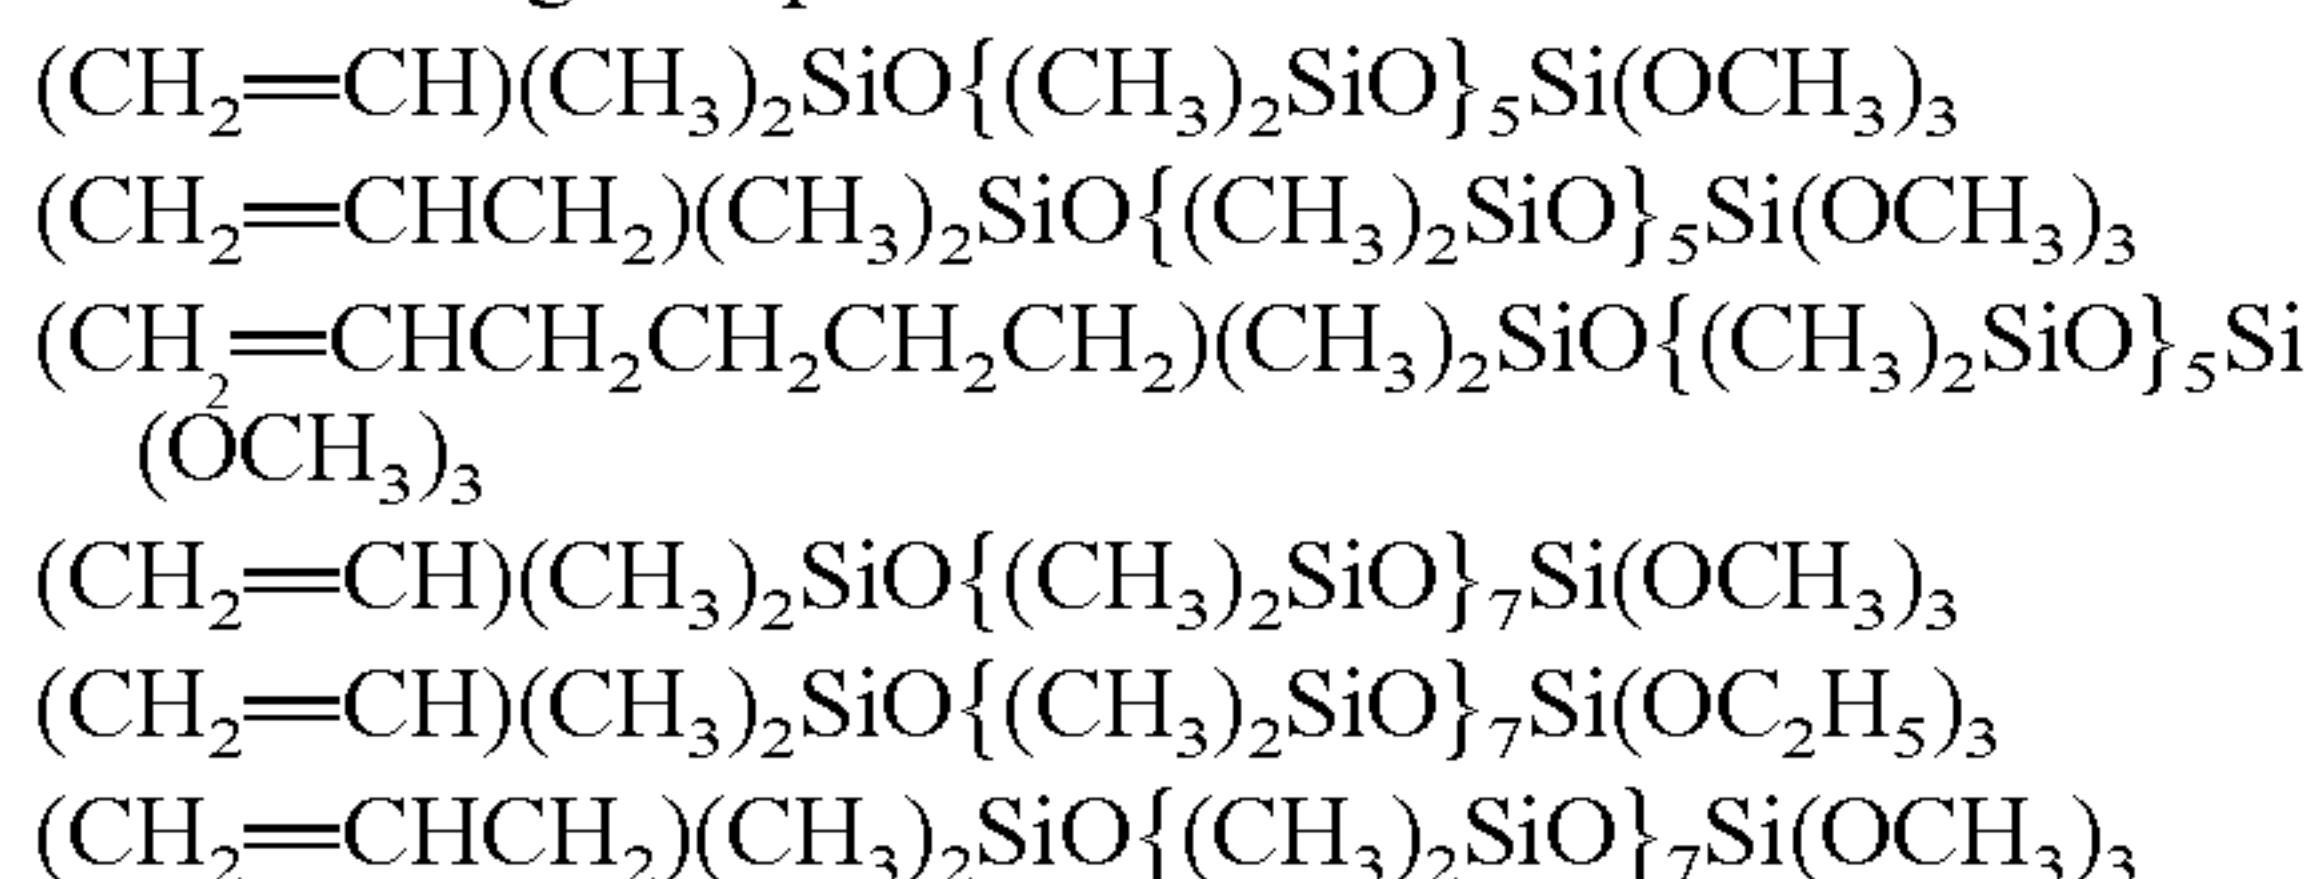 (CH₂═CH)(CH₃)₂SiO{(CH₃)₂SiO}₅Si(OCH₃)₃
(CH₂═CHCH₂)(CH₃)₂SiO{(CH₃)₂SiO}₅Si(OCH₃)₃
(CH₂═CHCH₂CH₂CH₂CH₂)(CH₃)₂SiO{(CH₃)₂SiO}₅Si
(OCH₃)₃
(CH₂═CH)(CH₃)₂SiO{(CH₃)₂SiO}₇Si(OCH₃)₃
(CH₂═CH)(CH₃)₂SiO{(CH₃)₂SiO}₇Si(OC₂H₅)₃
(CH₂═CHCH₂)(CH₃)₂SiO{(CH₃)₂SiO}₇Si(OCH₃)₃